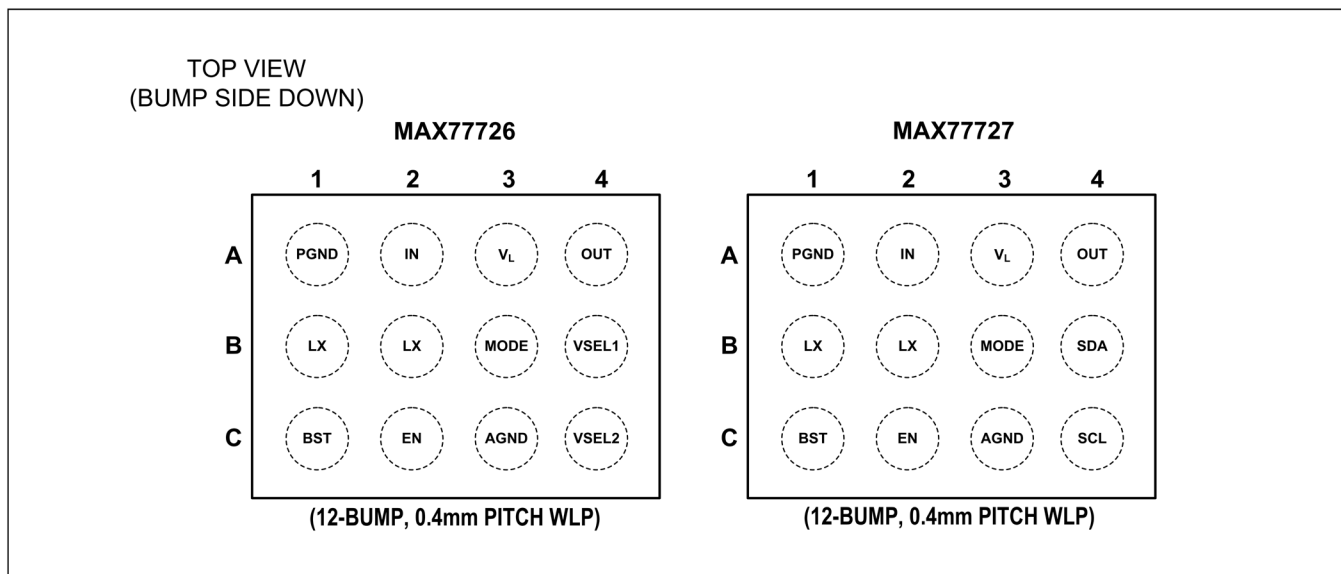 TOP VIEW
(BUMP SIDE DOWN)
MAX77726
1 2 3 4
A PGND IN VL OUT
B LX LX MODE VSEL1
C BST EN AGND VSEL2
(12-BUMP, 0.4mm PITCH WLP)
MAX77727
1 2 3 4
A PGND IN VL OUT
B LX LX MODE SDA
C BST EN AGND SCL
(12-BUMP, 0.4mm PITCH WLP)